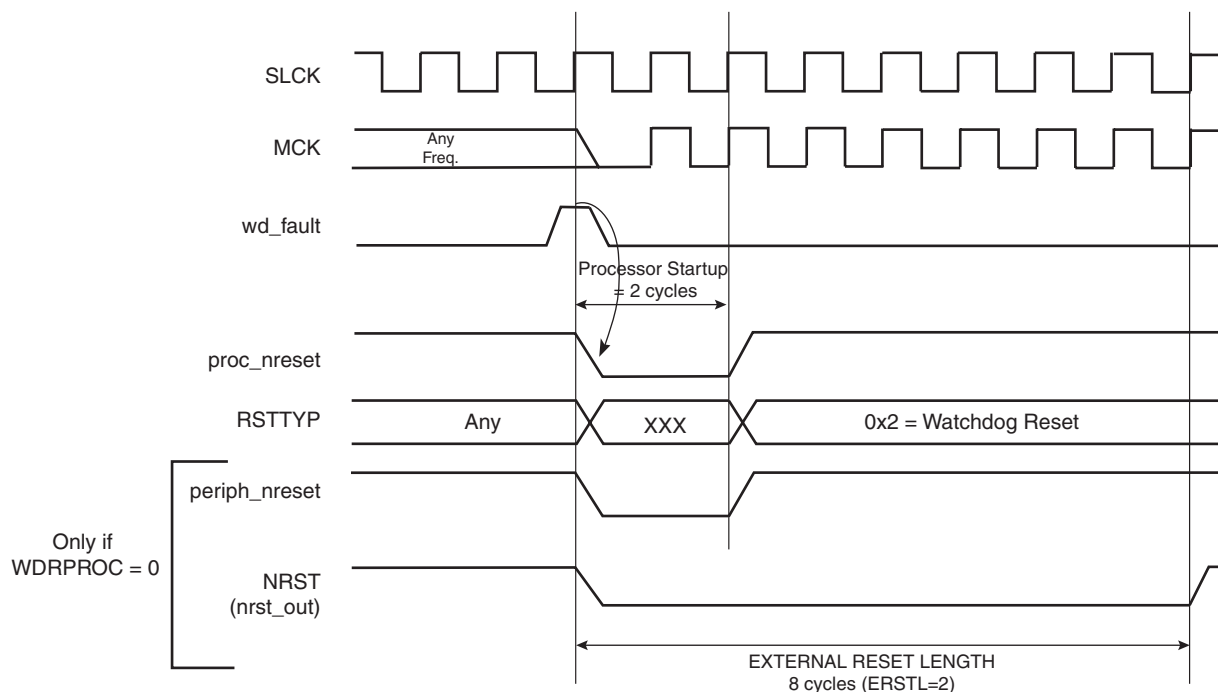 SLCK
MCK
Any
Freq.
wd_fault
Processor Startup
= 2 cycles
proc_nreset
RSTTYP
Any
XXX
0x2 = Watchdog Reset
periph_nreset
Only if
WDRPROC = 0
NRST
(nrst_out)
EXTERNAL RESET LENGTH
8 cycles (ERSTL=2)